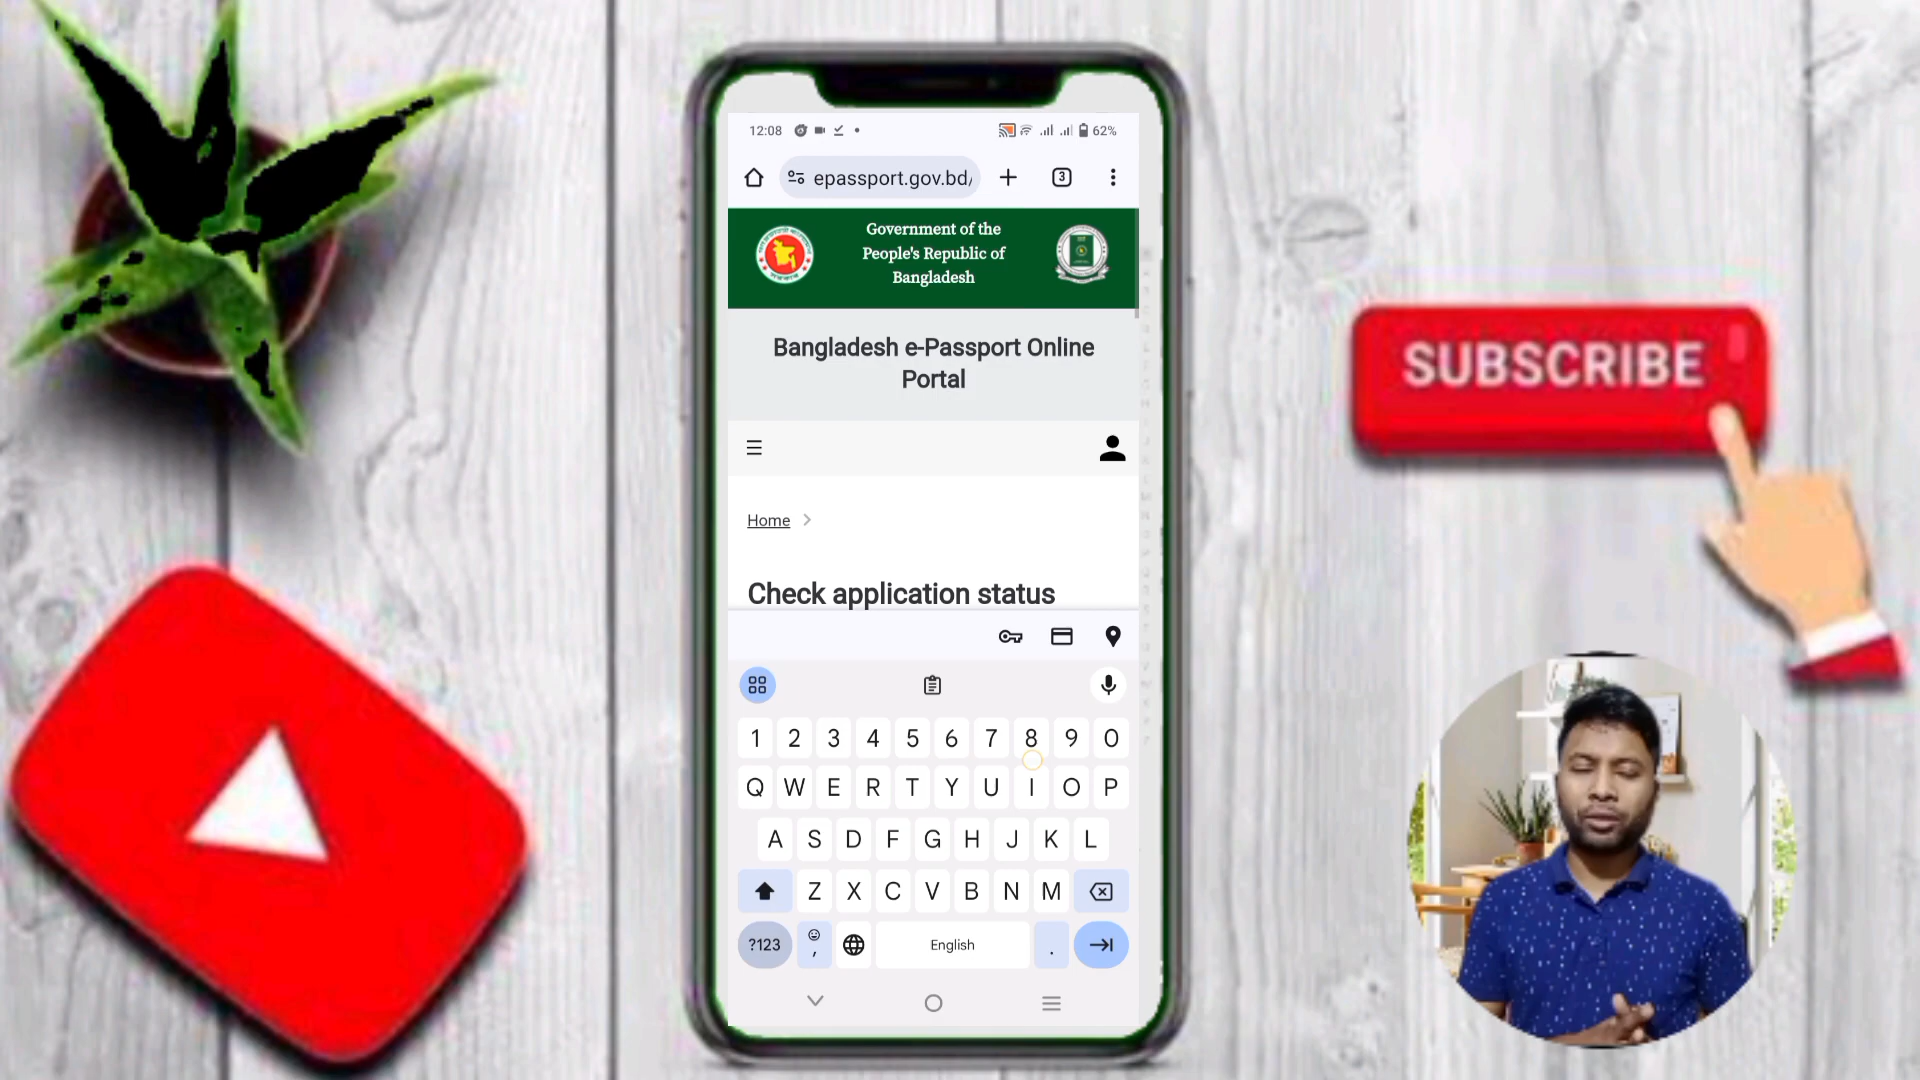 12:08
62%
epassport.gov.bd/
3
Government of the
People's Republic of
Bangladesh
Bangladesh e-Passport Online
Portal
Home
Check application status
1 2 3 4 5 6 7 8 9 0
Q W E R T Y U I O P
A S D F G H J K L
Z X C V B N M
?123 , English .
SUBSCRIBE